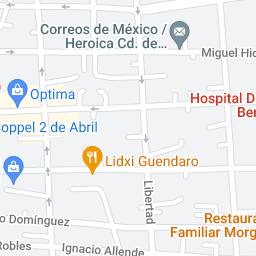 Correos de México /
Heroica Cd. de...
Miguel Hid
Optima
Hospital D
Ber
Coppel 2 de Abril
Lidxi Guendaro
Libertad
o Domínguez
Restaura
Familiar Morg
Robles
Ignacio Allende